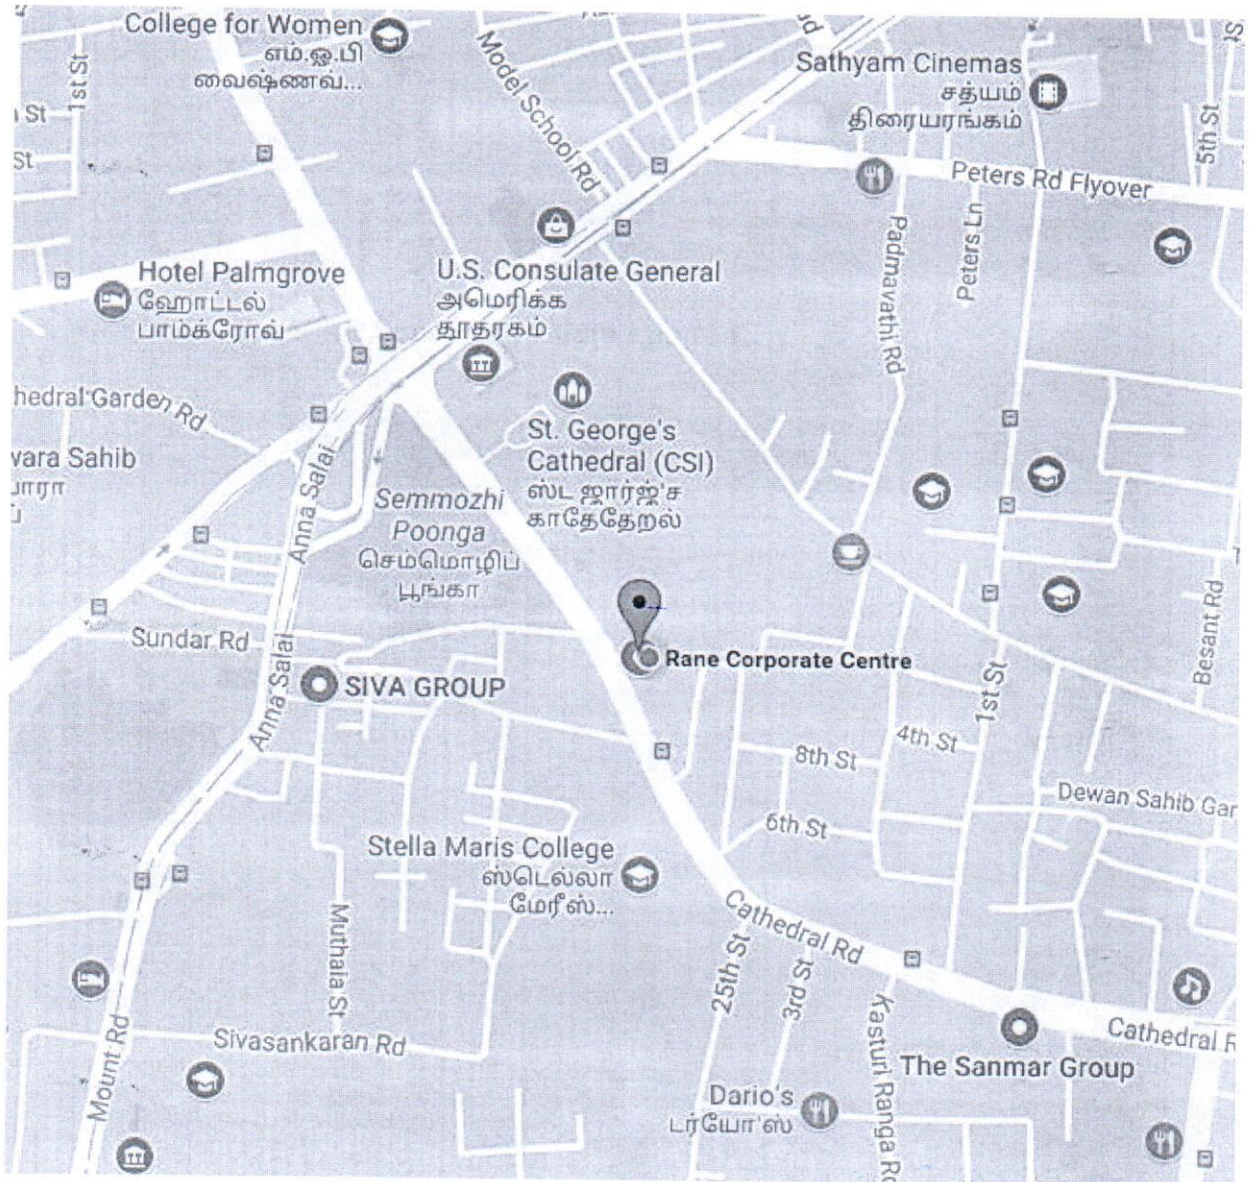 College for Women
எம்.ஓ.பி
வைஷ்ணவ்...
1st St
St
St
Model School Rd
Sathyam Cinemas
சத்யம்
திரையரங்கம்
5th St
Peters Rd Flyover
Padmavathi Rd
Peters Ln
Hotel Palmgrove
ஹோட்டல்
பாம்க்ரோவ்
U.S. Consulate General
அமெரிக்க
தூதரகம்
hedral Garden Rd
St. George's
Cathedral (CSI)
ஸ்ட ஜார்ஜ்'ச
காதேதேறல்
wara Sahib
Anna Salai
Semmozhi
Poonga
செம்மொழிப்
பூங்கா
Sundar Rd
Anna Salai
SIVA GROUP
Rane Corporate Centre
Besant Rd
1st St
4th St
8th St
6th St
Dewan Sahib Gar
Stella Maris College
ஸ்டெல்லா
மேரீஸ்...
Muthaia St
Cathedral Rd
25th St
3rd St
Kasturi Ranga Ro
Mount Rd
Sivasankaran Rd
Cathedral R
The Sanmar Group
Dario's
டர்யோ'ஸ்